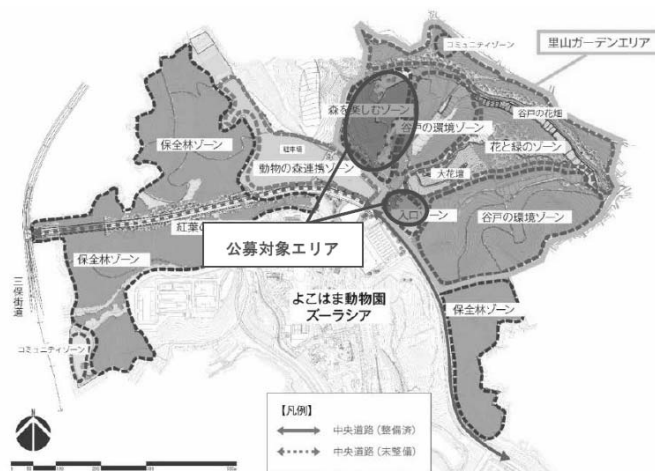 コミュニティゾーン
里山ガーデンエリア
森を楽しむゾーン
谷戸の花畑
谷戸の環境ゾーン
保全林ゾーン
駐車場
花と緑のゾーン
動物の森連携ゾーン
大花壇
入口
ーン
谷戸の環境ゾーン
紅葉の
公募対象エリア
保全林ゾーン
三保街道
よこはま動物園
ズーラシア
保全林ゾーン
コミュニティゾーン
【凡例】
中央道路(整備済)
中央道路(未整備)